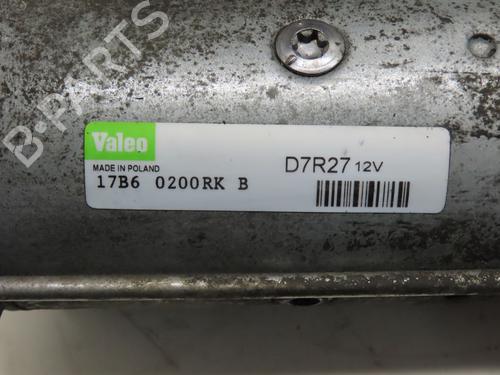 B-PARTS
Valeo
MADE IN POLAND
17B6 0200RK B
D7R27 12V